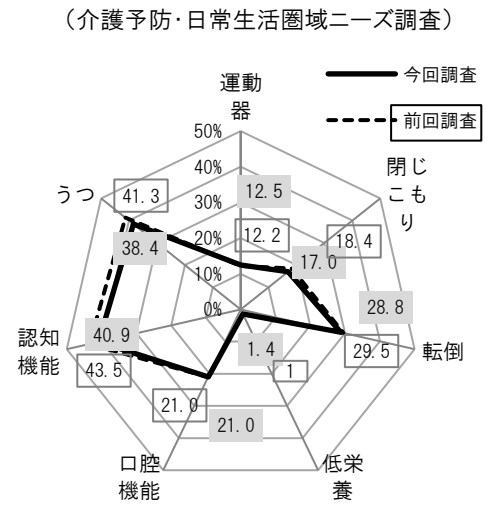 （介護予防・日常生活圏域ニーズ調査）
今回調査
前回調査
運動
器
閉じ
こも
り
転倒
低栄
養
口腔
機能
認知
機能
うつ
50%
40%
30%
20%
10%
0%
12.5
12.2
18.4
17.0
28.8
29.5
1.4
1
21.0
21.0
40.9
43.5
41.3
38.4